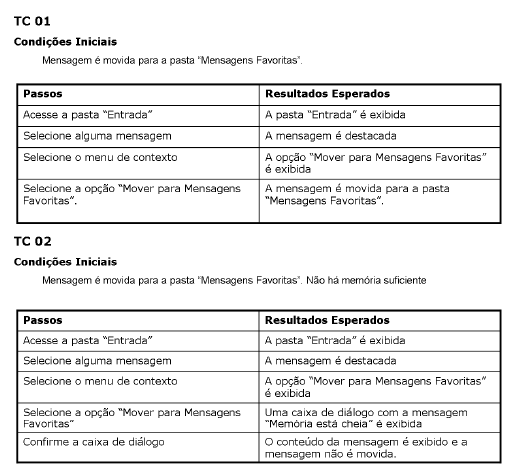 TC 01
Condições Iniciais
Mensagem é movida para a pasta "Mensagens Favoritas".
Passos Resultados Esperados
Acesse a pasta "Entrada" A pasta "Entrada" é exibida
Selecione alguma mensagem A mensagem é destacada
Selecione o menu de contexto A opção "Mover para Mensagens Favoritas"
é exibida
Selecione a opção "Mover para Mensagens A mensagem é movida para a pasta
Favoritas". "Mensagens Favoritas".
TC 02
Condições Iniciais
Mensagem é movida para a pasta "Mensagens Favoritas". Não há memória suficiente
Passos Resultados Esperados
Acesse a pasta "Entrada" A pasta "Entrada" é exibida
Selecione alguma mensagem A mensagem é destacada
Selecione o menu de contexto A opção "Mover para Mensagens Favoritas"
é exibida
Selecione a opção "Mover para Mensagens Uma caixa de diálogo com a mensagem
Favoritas" "Memória está cheia" é exibida
Confirme a caixa de diálogo O conteúdo da mensagem é exibido e a
mensagem não é movida.